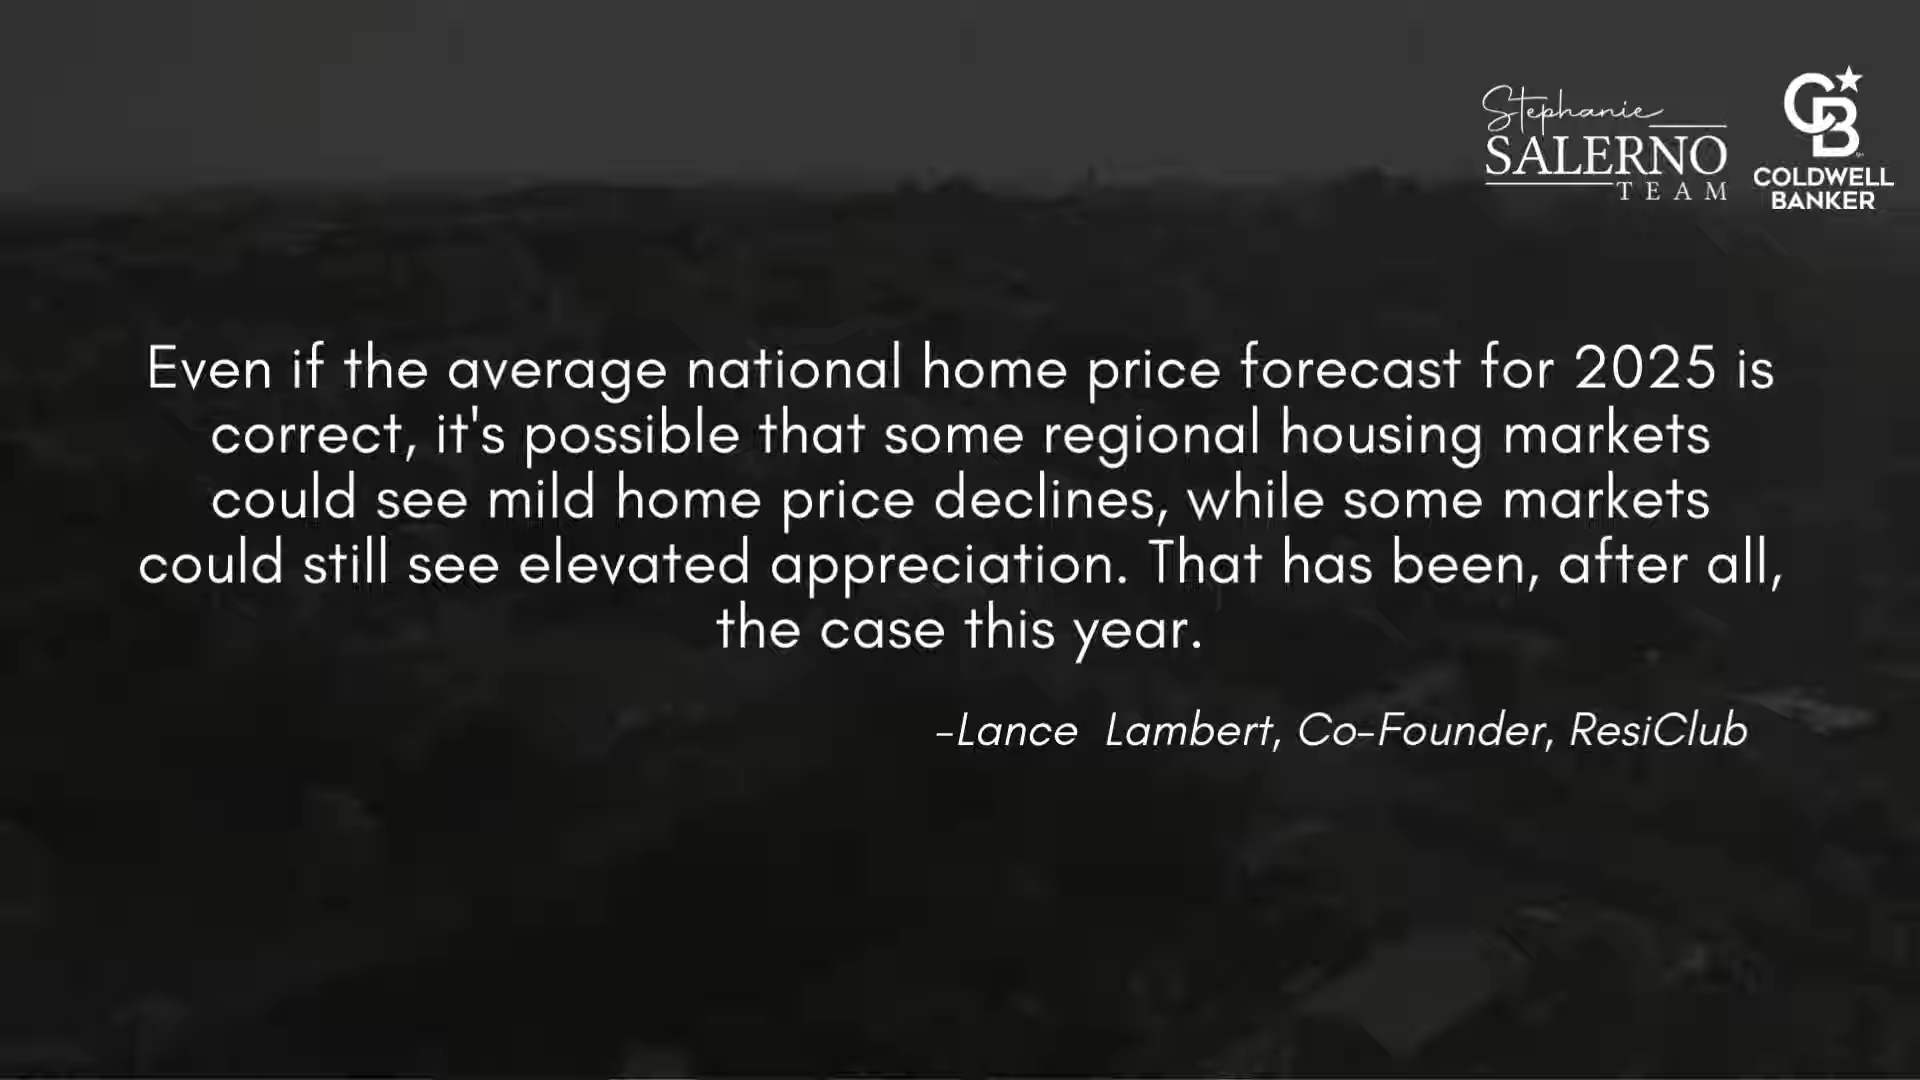 Stephanie
SALERNO
TEAM
CB
COLDWELL
BANKER
Even if the average national home price forecast for 2025 is
correct, it's possible that some regional housing markets
could see mild home price declines, while some markets
could still see elevated appreciation. That has been, after all,
the case this year.
-Lance Lambert, Co-Founder, ResiClub